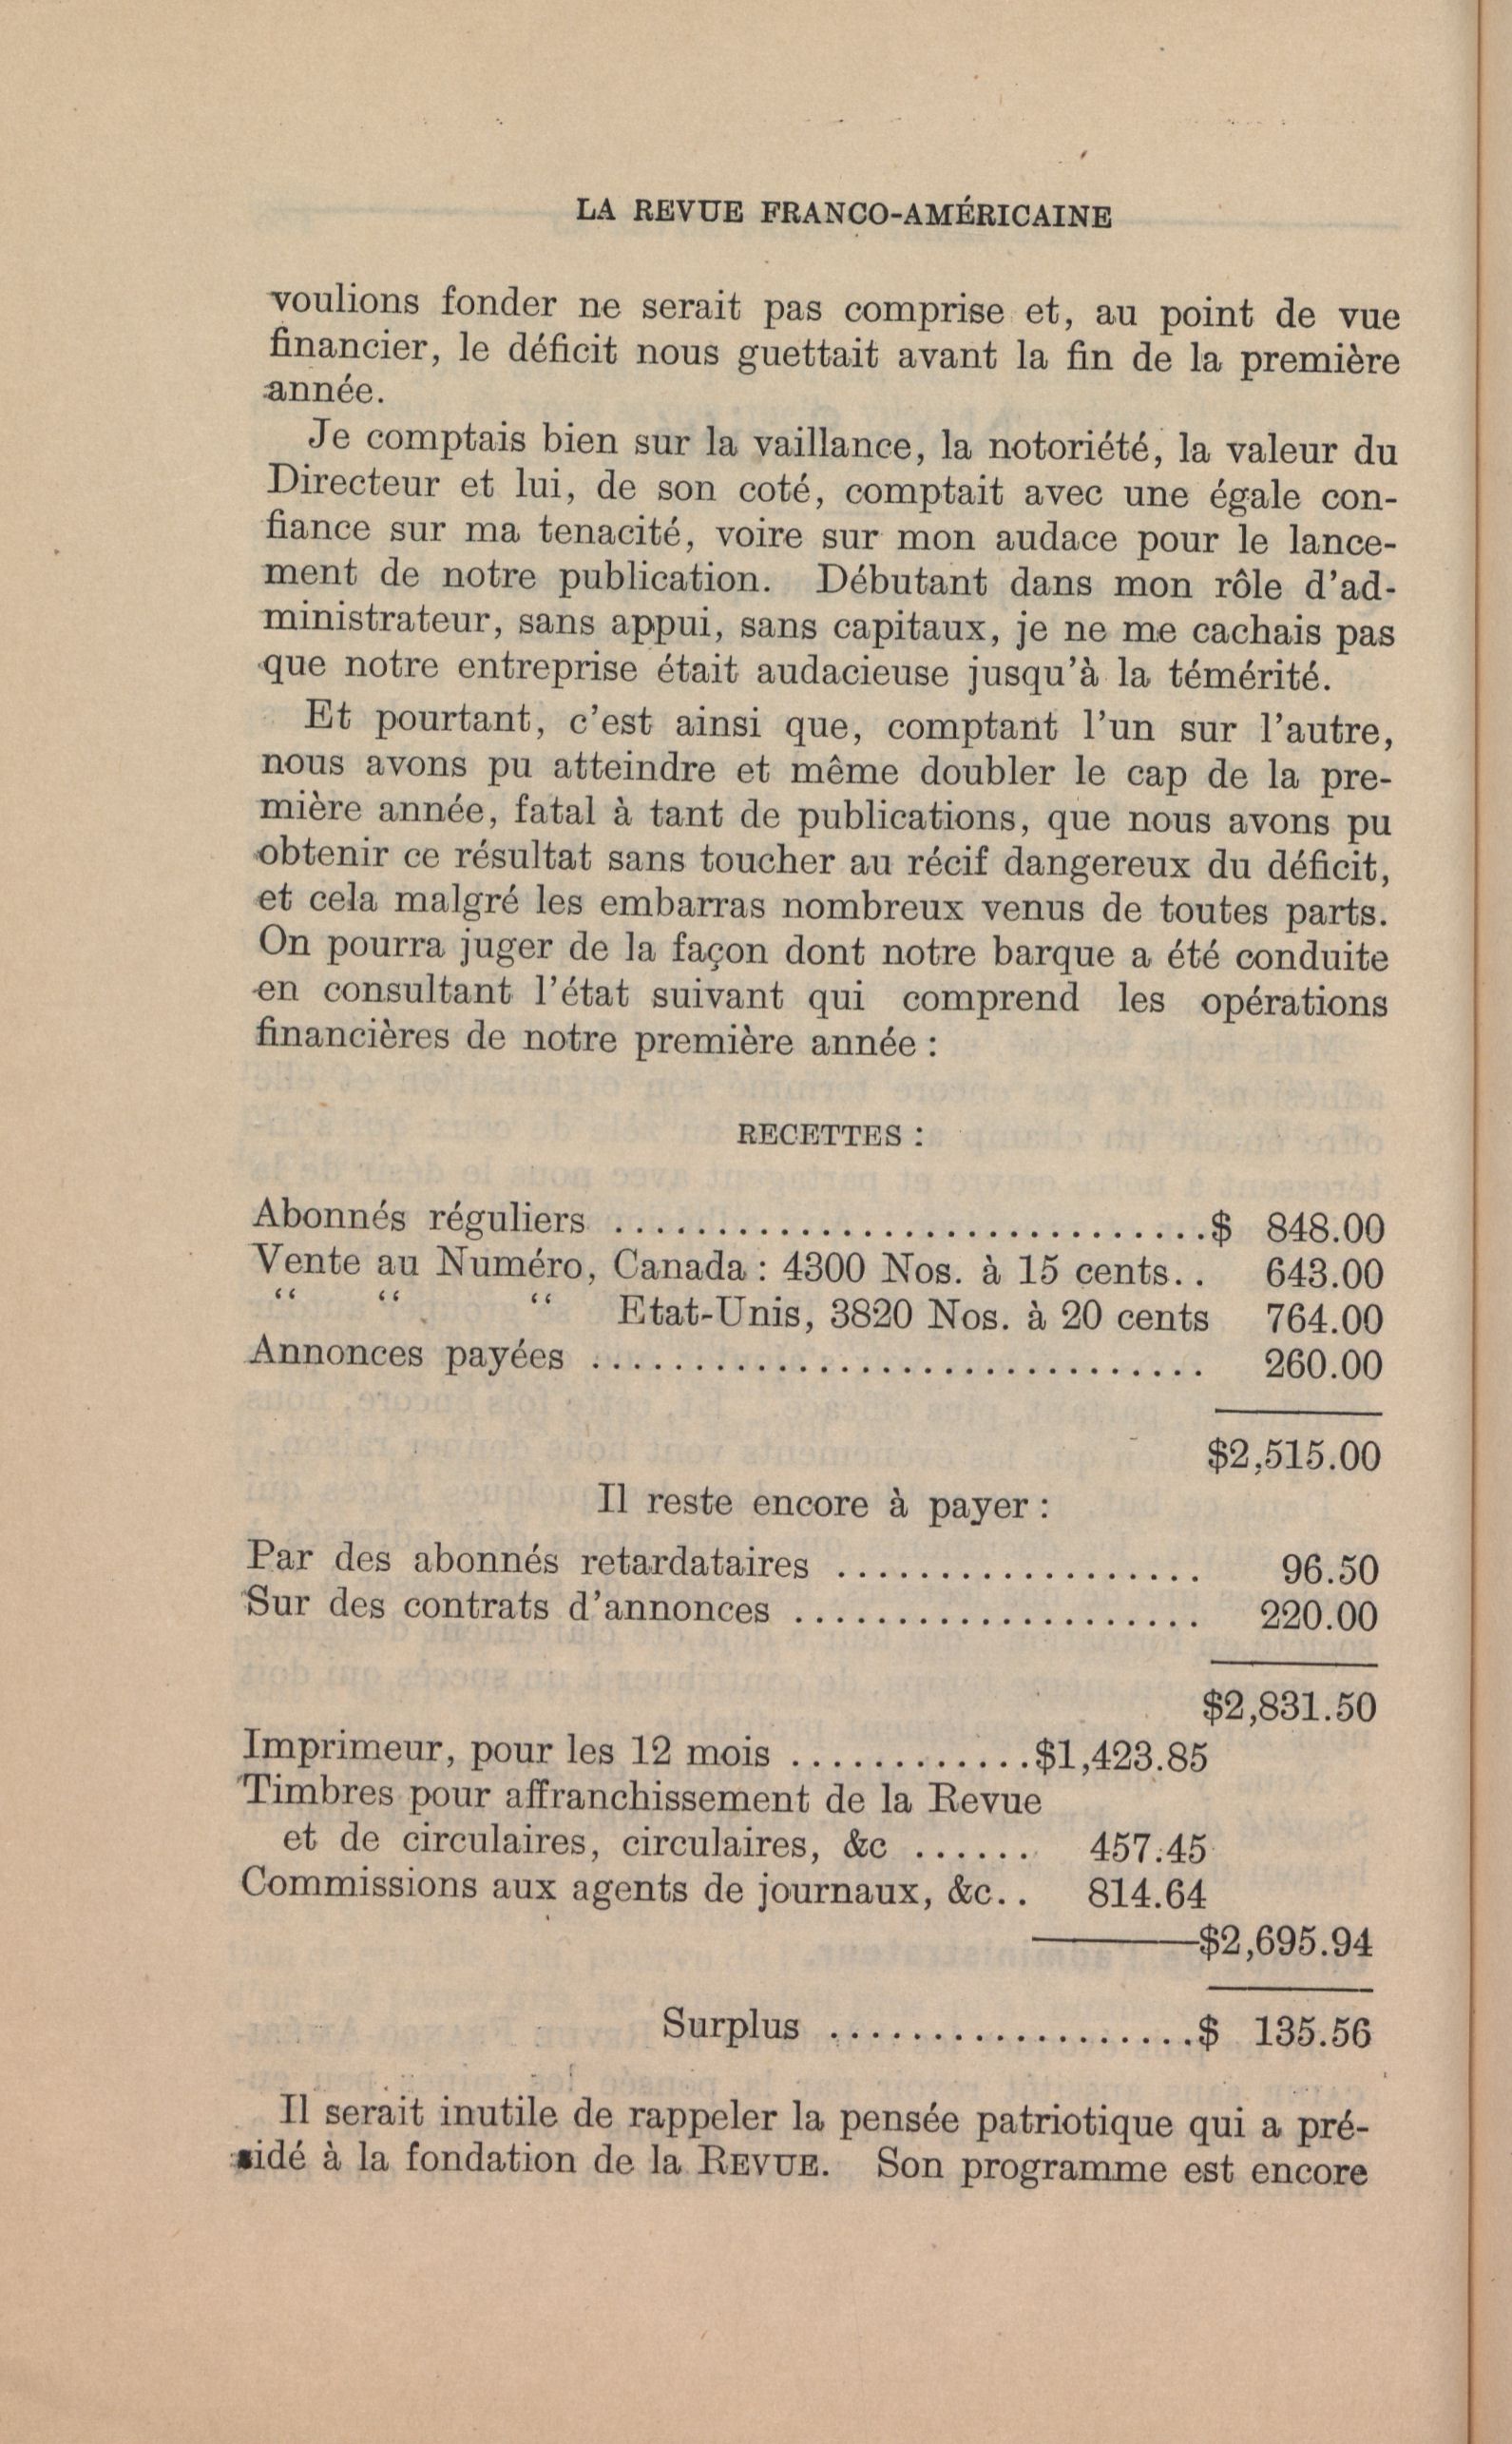 LA REVUE FRANCO-AMÉRICAINE
voulions fonder ne serait pas comprise et, au point de vue
financier, le déficit nous guettait avant la fin de la première
année.
Je comptais bien sur la vaillance, la notoriété, la valeur du
Directeur et lui, de son coté, comptait avec une égale con-
fiance sur ma tenacité, voire sur mon audace pour le lance-
ment de notre publication. Débutant dans mon rôle d'ad-
ministrateur, sans appui, sans capitaux, je ne me cachais pas
que notre entreprise était audacieuse jusqu'à la témérité.
Et pourtant, c'est ainsi que, comptant l'un sur l'autre,
nous avons pu atteindre et même doubler le cap de la pre-
mière année, fatal à tant de publications, que nous avons pu
obtenir ce résultat sans toucher au récif dangereux du déficit,
et cela malgré les embarras nombreux venus de toutes parts.
On pourra juger de la façon dont notre barque a été conduite
en consultant l'état suivant qui comprend les opérations
financières de notre première année :
RECETTES :
Abonnés réguliers ..............................$ 848.00
Vente au Numéro, Canada : 4300 Nos. à 15 cents.. 643.00
“ “ “ Etat-Unis, 3820 Nos. à 20 cents 764.00
Annonces payées .............................. 260.00
$2,515.00
Il reste encore à payer :
Par des abonnés retardataires .................. 96.50
Sur des contrats d'annonces .................... 220.00
$2,831.50
Imprimeur, pour les 12 mois ............$1,423.85
Timbres pour affranchissement de la Revue
et de circulaires, circulaires, &c ...... 457.45
Commissions aux agents de journaux, &c.. 814.64
$2,695.94
Surplus ..................$ 135.56
Il serait inutile de rappeler la pensée patriotique qui a pré-
sidé à la fondation de la REVUE. Son programme est encore